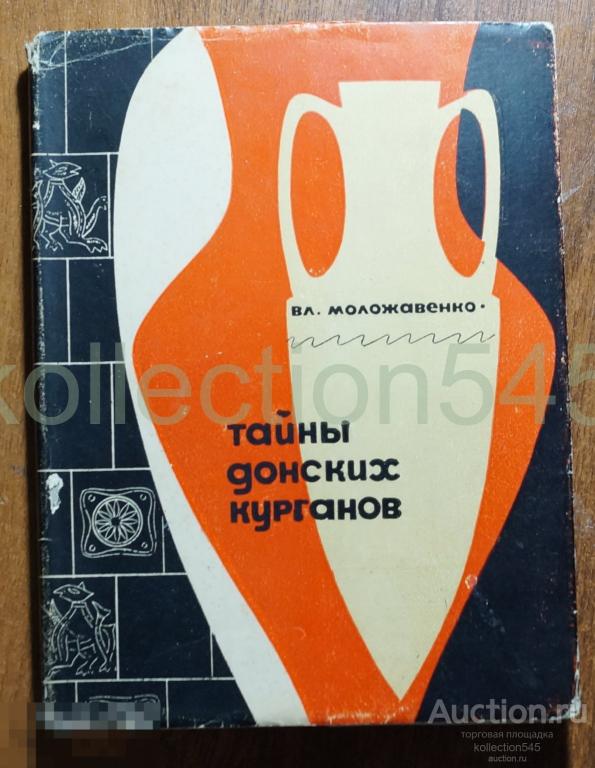 вл. моложавенко.
тайны
донских
курганов
kollection545
Auction.ru
торговая площадка
kollection545
auction.ru